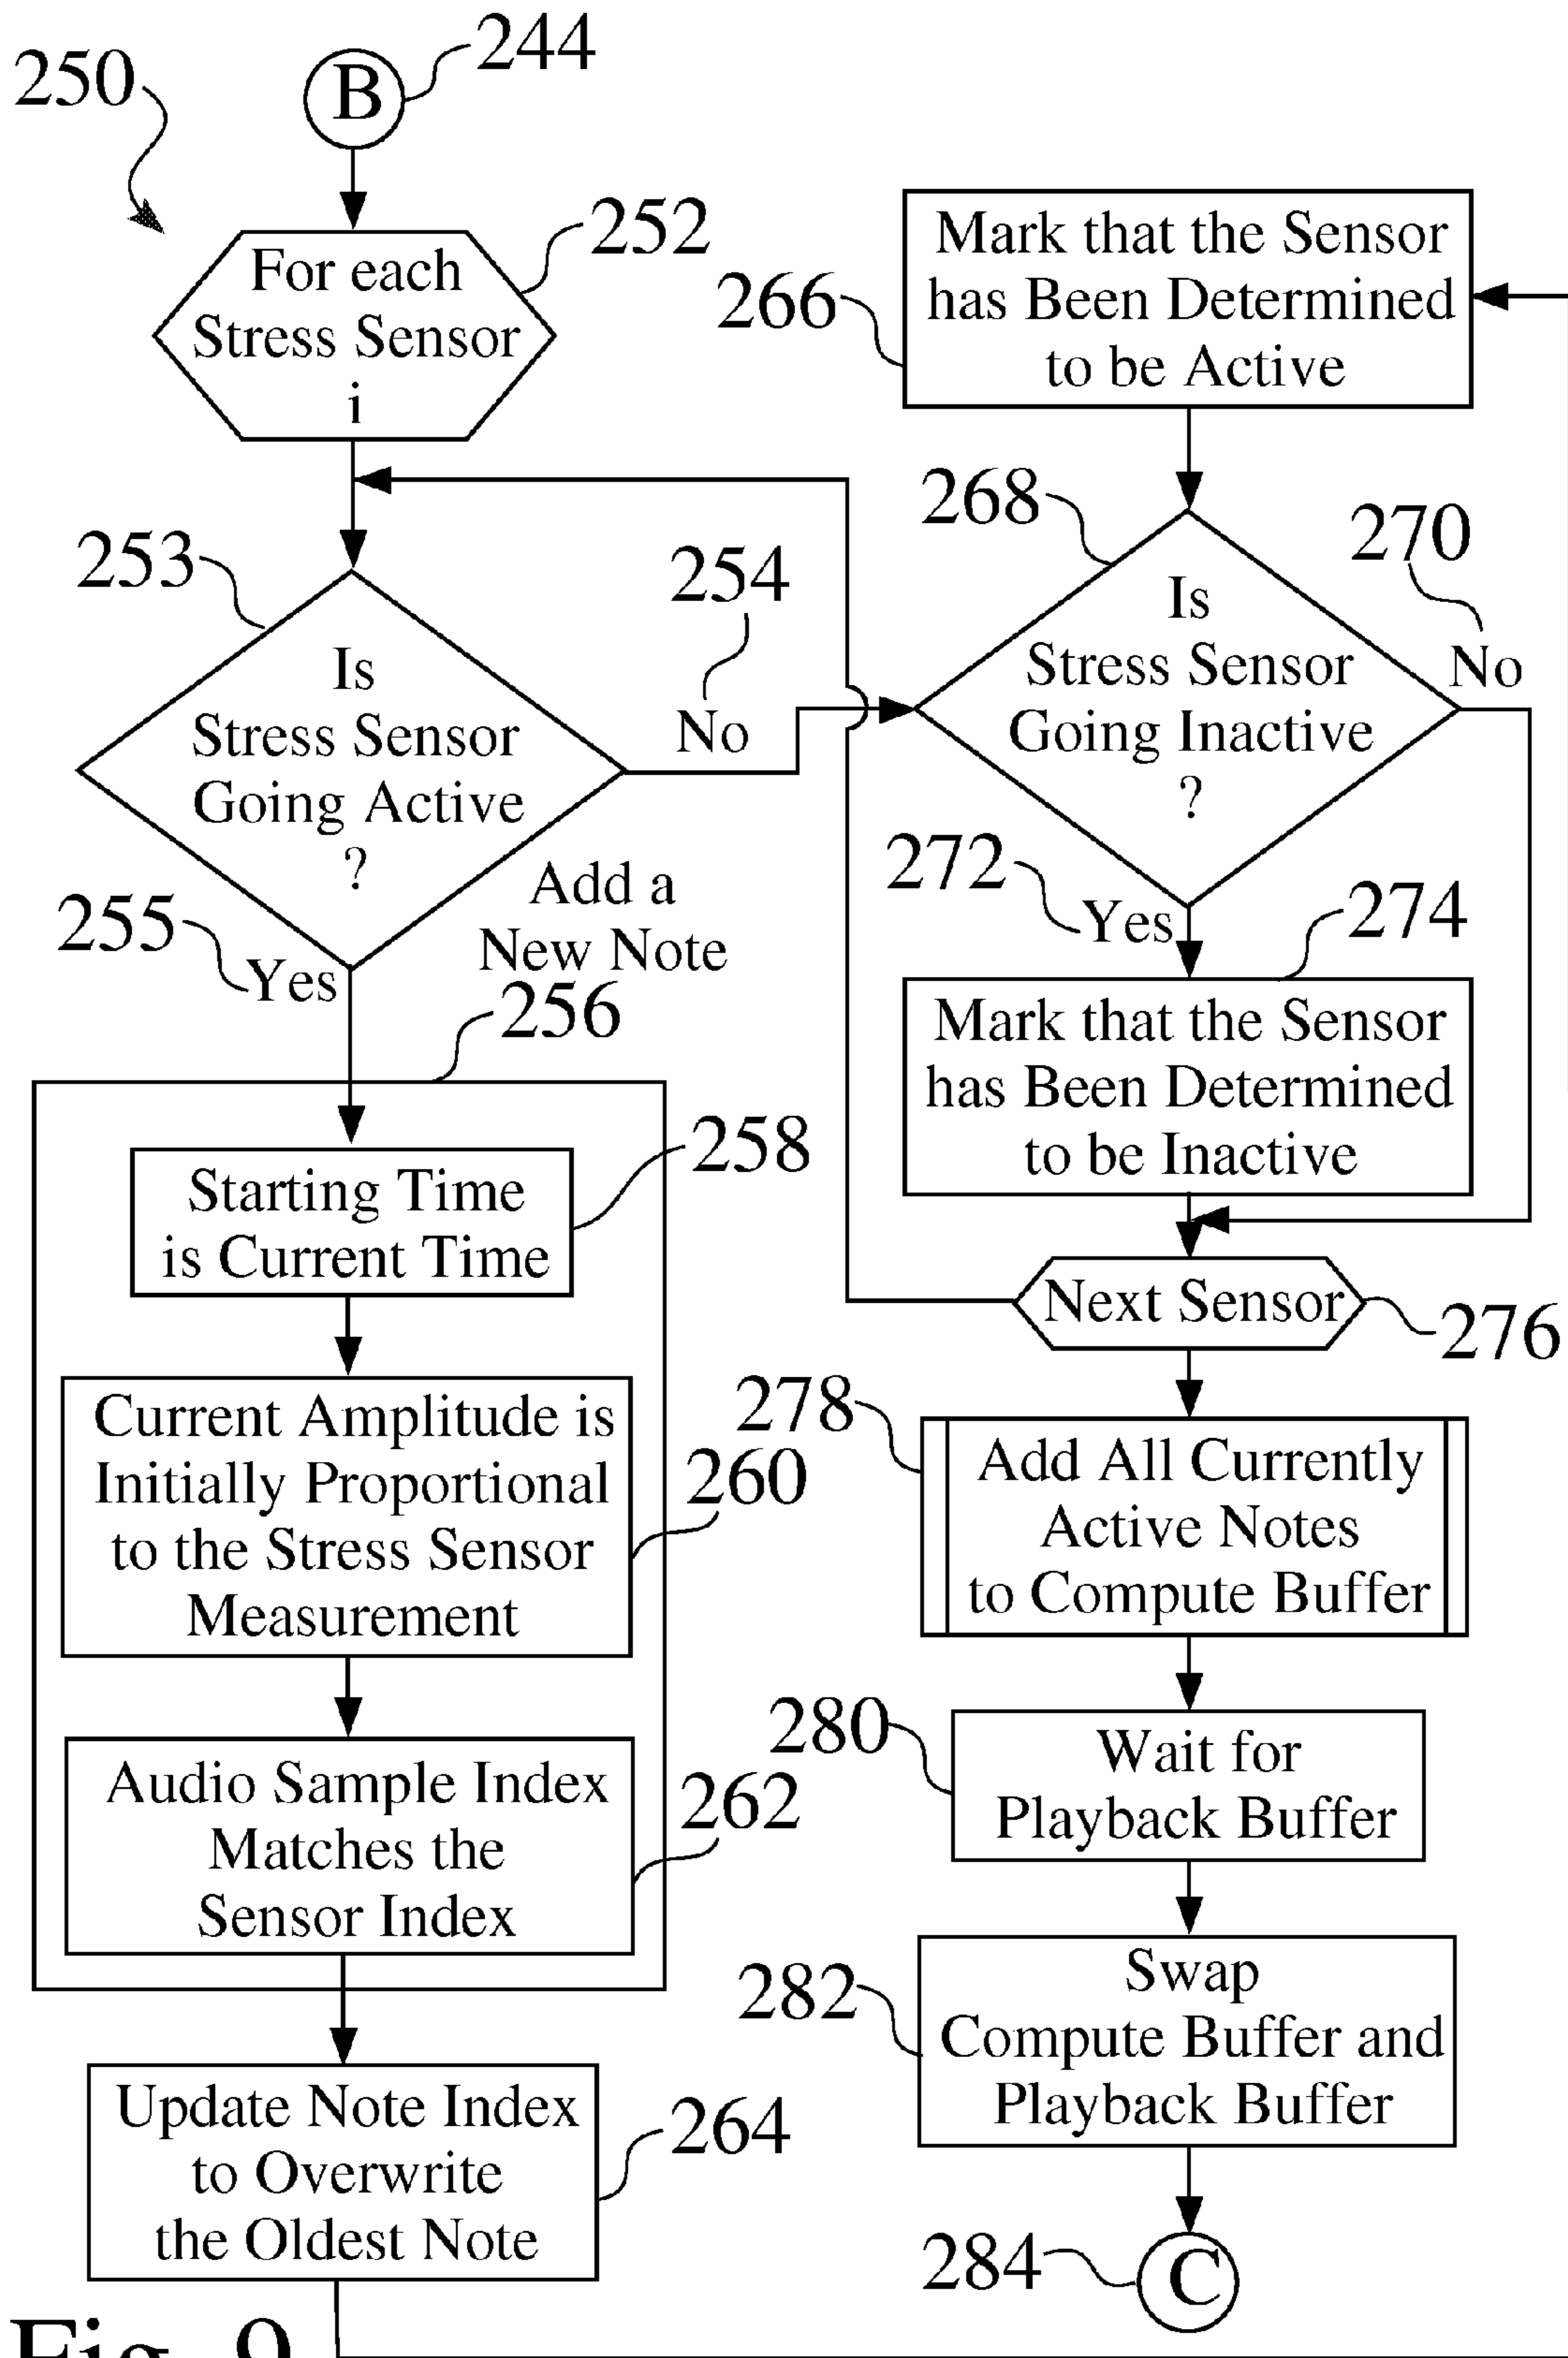 250
B
244
For each
Stress Sensor
i
252
253
Is
Stress Sensor
Going Active
?
254
No
255
Yes
Add a
New Note
256
Starting Time
is Current Time
258
Current Amplitude is
Initially Proportional
to the Stress Sensor
Measurement
260
Audio Sample Index
Matches the
Sensor Index
262
Update Note Index
to Overwrite
the Oldest Note
264
Mark that the Sensor
has Been Determined
to be Active
266
268
Is
Stress Sensor
Going Inactive
?
270
No
272
Yes
274
Mark that the Sensor
has Been Determined
to be Inactive
Next Sensor
276
278
Add All Currently
Active Notes
to Compute Buffer
280
Wait for
Playback Buffer
282
Swap
Compute Buffer and
Playback Buffer
284
C
Fig. 9